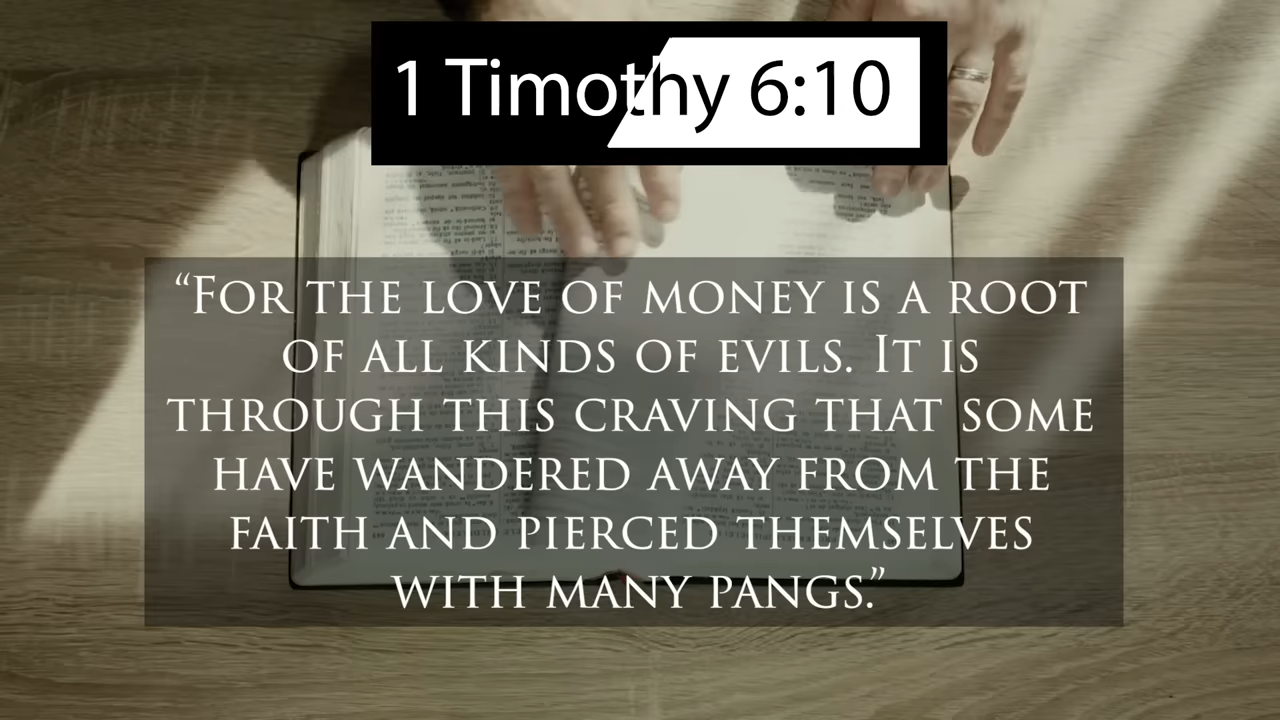 1 Timothy 6:10
“For the love of money is a root
of all kinds of evils. It is
through this craving that some
have wandered away from the
faith and pierced themselves
with many pangs.”